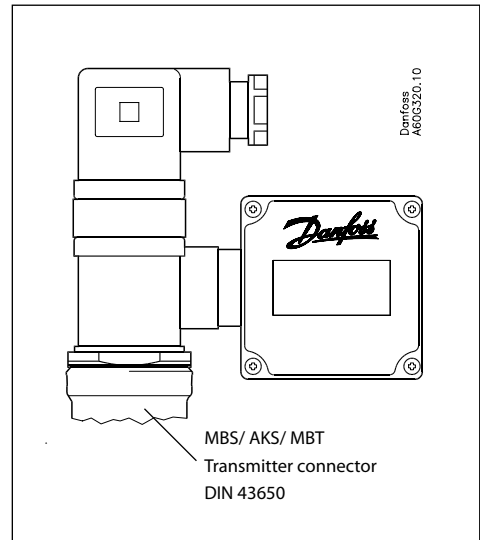 Danfoss
A60G320.10
Danfoss
MBS/ AKS/ MBT
Transmitter connector
DIN 43650